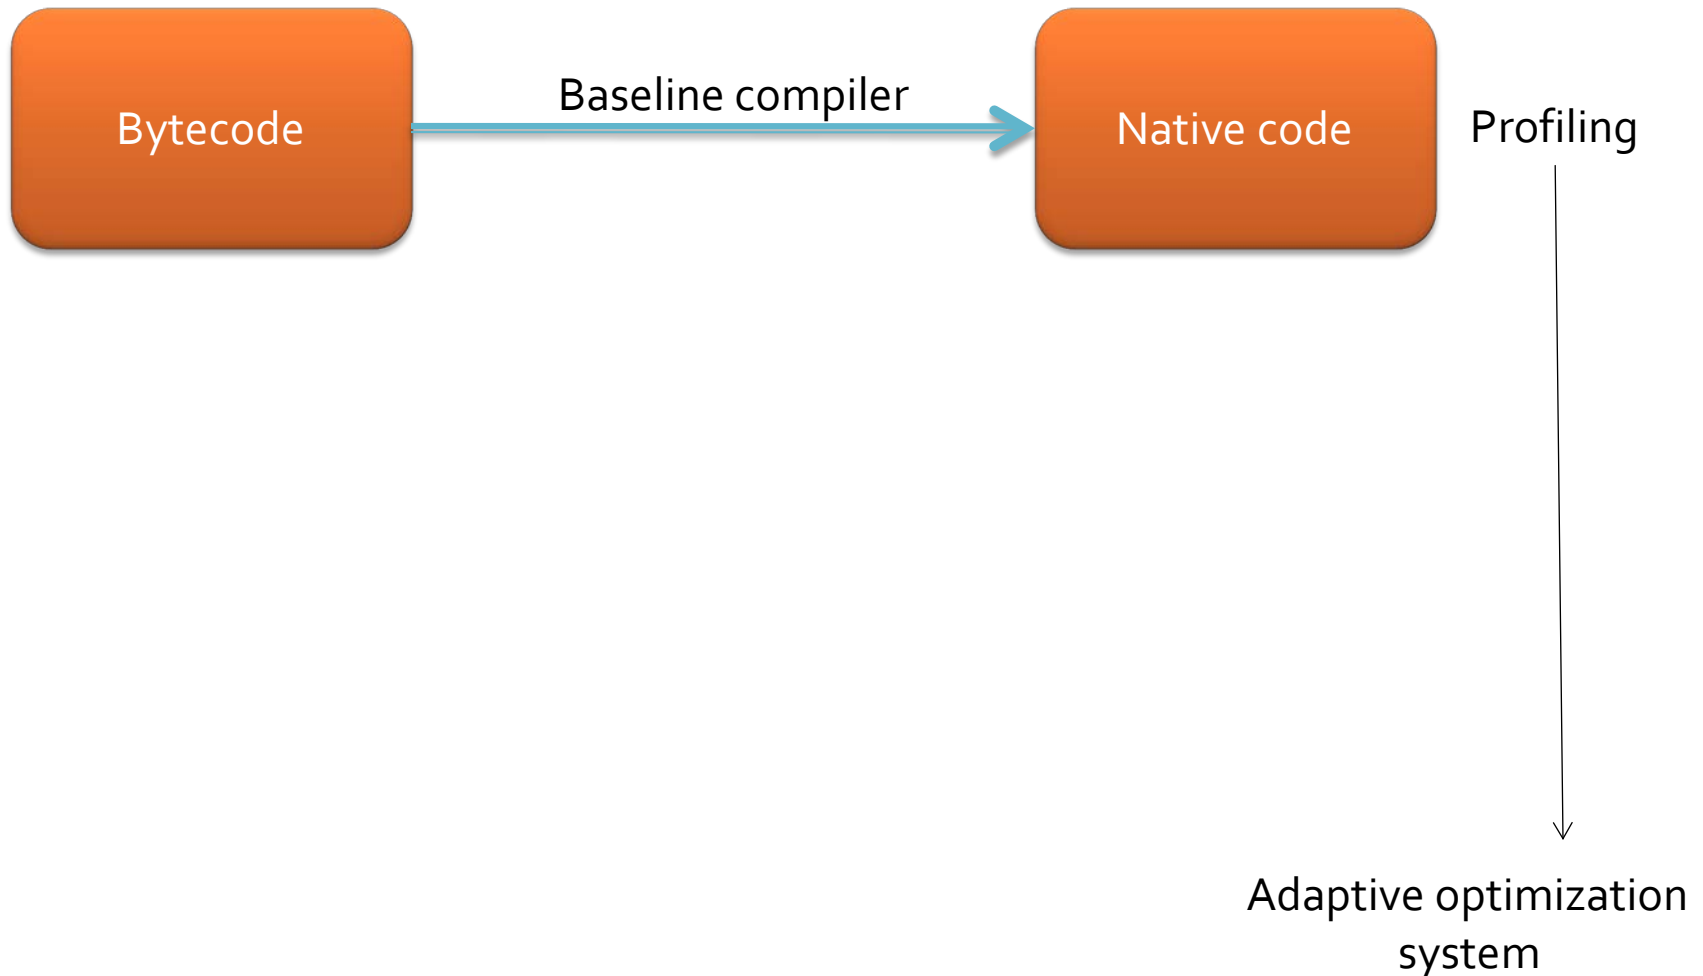 Bytecode
Baseline compiler
Native code
Profiling
Adaptive optimization
system